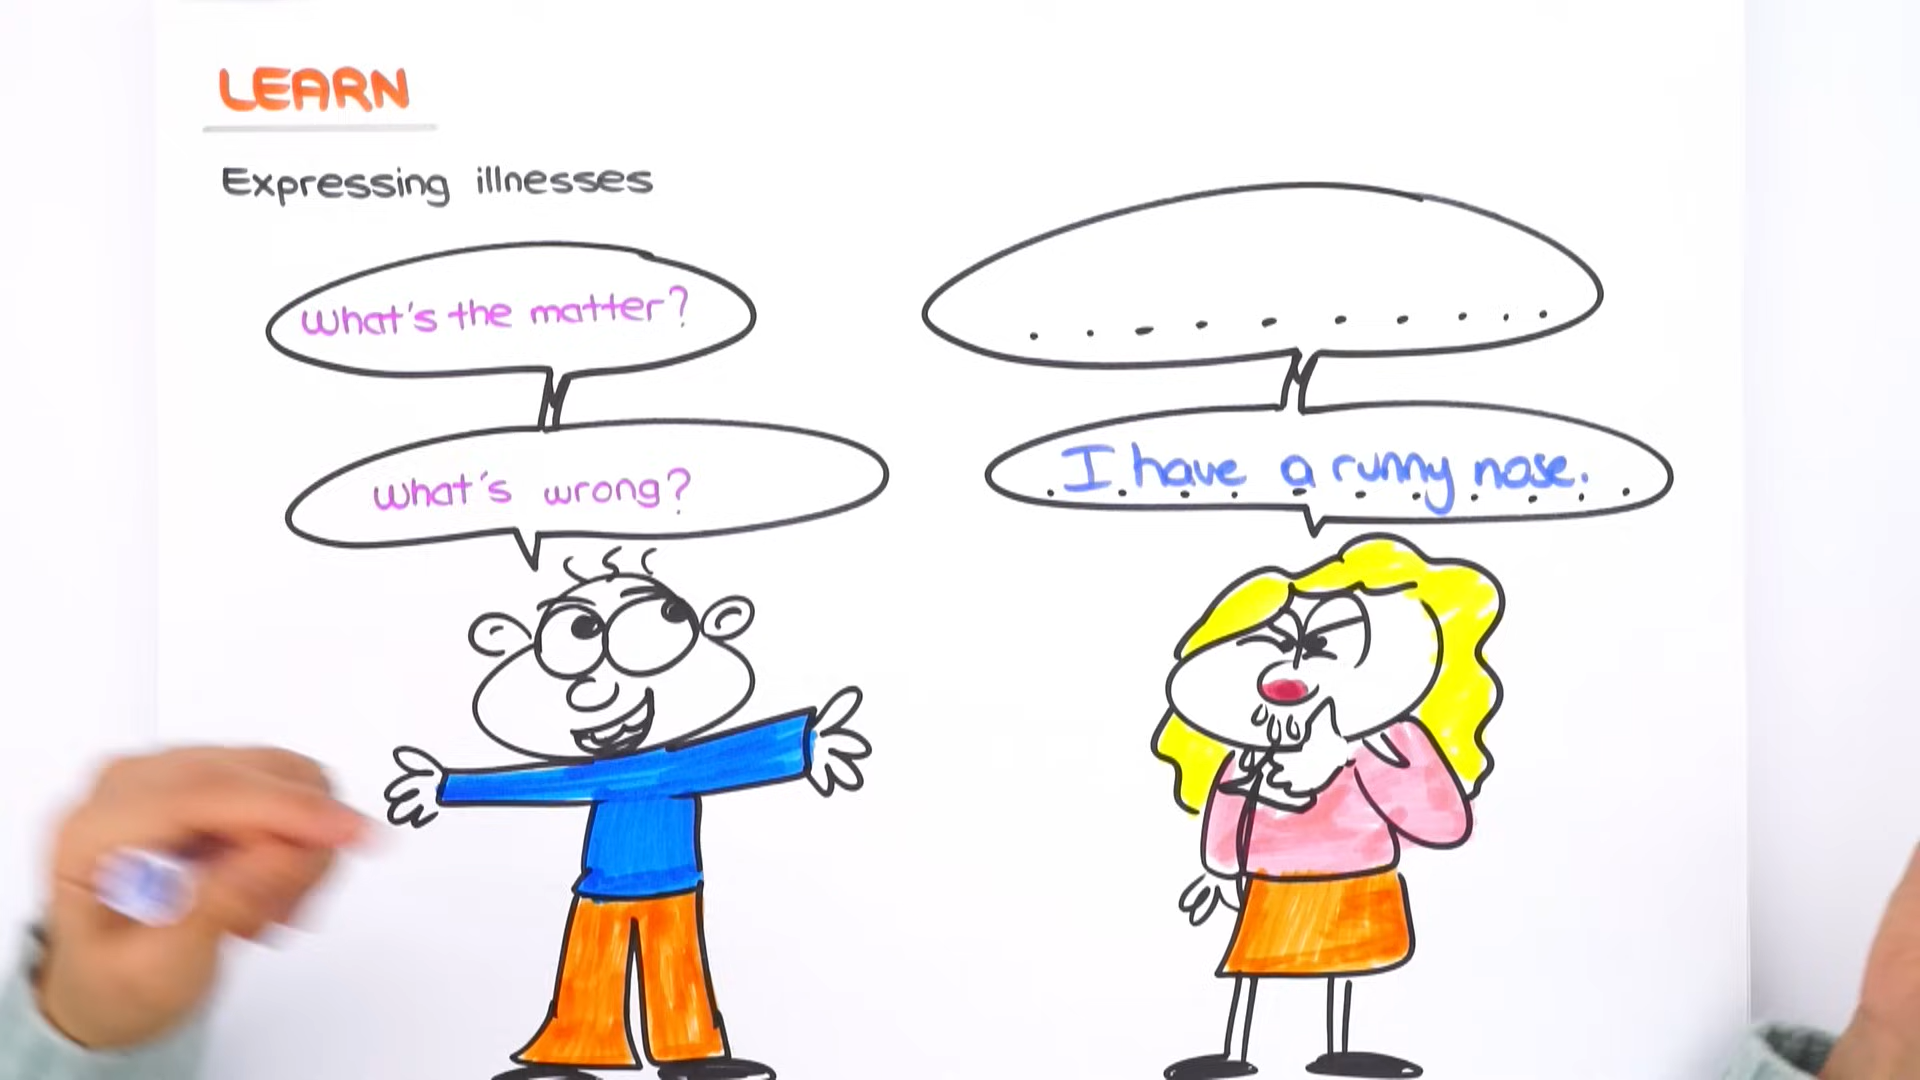 LEARN
Expressing illnesses
What's the matter?
What's wrong?
I have a runny nose.